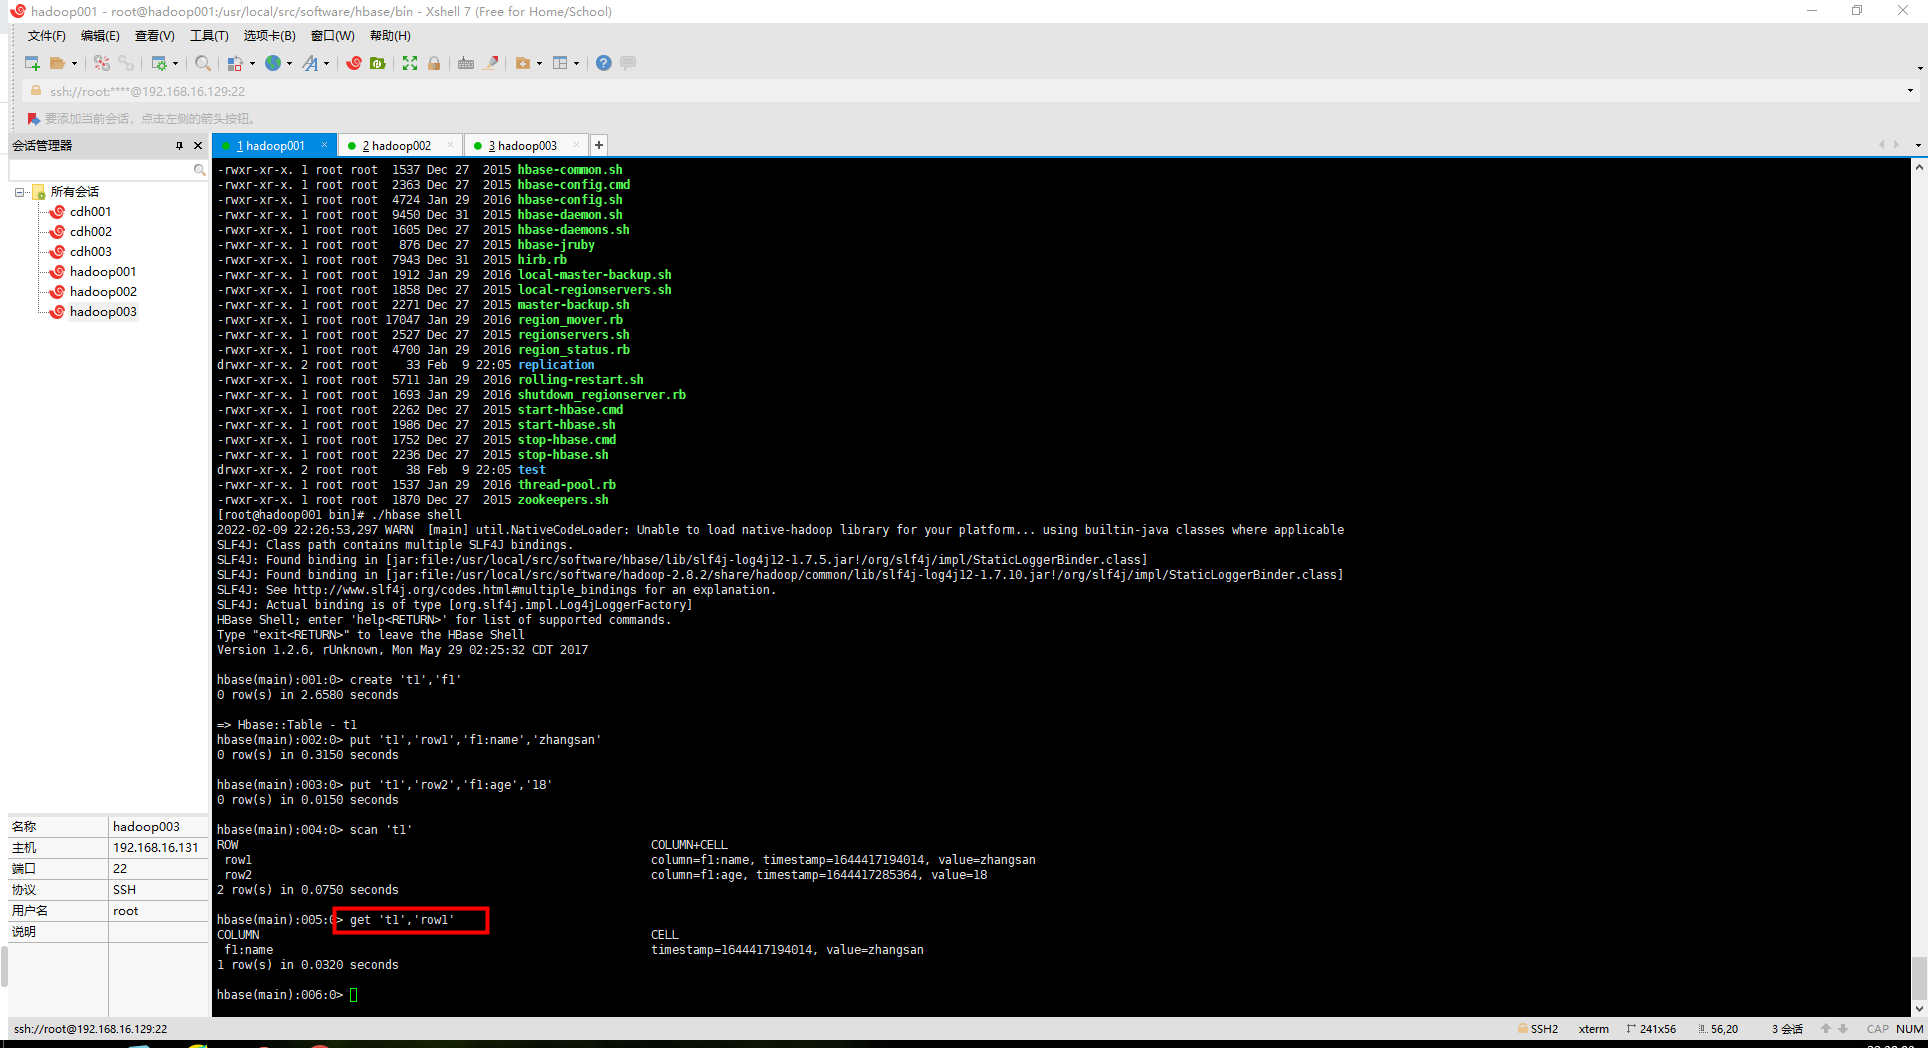 hadoop001 - root@hadoop001:/usr/local/src/software/hbase/bin - Xshell 7 (Free for Home/School)
文件(F) 编辑(E) 查看(V) 工具(T) 选项卡(B) 窗口(W) 帮助(H)
ssh://root:****@192.168.16.129:22
要添加当前会话，点击左侧的箭头按钮。
会话管理器
1 hadoop001
2 hadoop002
3 hadoop003
所有会话
cdh001
cdh002
cdh003
hadoop001
hadoop002
hadoop003
名称 hadoop003
主机 192.168.16.131
端口 22
协议 SSH
用户名 root
说明
-rwxr-xr-x. 1 root root  1537 Dec 27  2015 hbase-common.sh
-rwxr-xr-x. 1 root root  2363 Dec 27  2015 hbase-config.cmd
-rwxr-xr-x. 1 root root  4724 Jan 29  2016 hbase-config.sh
-rwxr-xr-x. 1 root root  9450 Dec 31  2015 hbase-daemon.sh
-rwxr-xr-x. 1 root root  1605 Dec 27  2015 hbase-daemons.sh
-rwxr-xr-x. 1 root root   876 Dec 27  2015 hbase-jruby
-rwxr-xr-x. 1 root root  7943 Dec 31  2015 hirb.rb
-rwxr-xr-x. 1 root root  1912 Jan 29  2016 local-master-backup.sh
-rwxr-xr-x. 1 root root  1858 Dec 27  2015 local-regionservers.sh
-rwxr-xr-x. 1 root root  2271 Dec 27  2015 master-backup.sh
-rwxr-xr-x. 1 root root 17047 Jan 29  2016 region_mover.rb
-rwxr-xr-x. 1 root root  2527 Dec 27  2015 regionservers.sh
-rwxr-xr-x. 1 root root  4700 Jan 29  2016 region_status.rb
drwxr-xr-x. 2 root root    33 Feb  9 22:05 replication
-rwxr-xr-x. 1 root root  5711 Jan 29  2016 rolling-restart.sh
-rwxr-xr-x. 1 root root  1693 Jan 29  2016 shutdown_regionserver.rb
-rwxr-xr-x. 1 root root  2262 Dec 27  2015 start-hbase.cmd
-rwxr-xr-x. 1 root root  1986 Dec 27  2015 start-hbase.sh
-rwxr-xr-x. 1 root root  1752 Dec 27  2015 stop-hbase.cmd
-rwxr-xr-x. 1 root root  2236 Dec 27  2015 stop-hbase.sh
drwxr-xr-x. 2 root root    38 Feb  9 22:05 test
-rwxr-xr-x. 1 root root  1537 Jan 29  2016 thread-pool.rb
-rwxr-xr-x. 1 root root  1870 Dec 27  2015 zookeepers.sh
[root@hadoop001 bin]# ./hbase shell
2022-02-09 22:26:53,297 WARN  [main] util.NativeCodeLoader: Unable to load native-hadoop library for your platform... using builtin-java classes where applicable
SLF4J: Class path contains multiple SLF4J bindings.
SLF4J: Found binding in [jar:file:/usr/local/src/software/hbase/lib/slf4j-log4j12-1.7.5.jar!/org/slf4j/impl/StaticLoggerBinder.class]
SLF4J: Found binding in [jar:file:/usr/local/src/software/hadoop-2.8.2/share/hadoop/common/lib/slf4j-log4j12-1.7.10.jar!/org/slf4j/impl/StaticLoggerBinder.class]
SLF4J: See http://www.slf4j.org/codes.html#multiple_bindings for an explanation.
SLF4J: Actual binding is of type [org.slf4j.impl.Log4jLoggerFactory]
HBase Shell; enter 'help<RETURN>' for list of supported commands.
Type "exit<RETURN>" to leave the HBase Shell
Version 1.2.6, rUnknown, Mon May 29 02:25:32 CDT 2017
hbase(main):001:0> create 't1','f1'
0 row(s) in 2.6580 seconds
=> Hbase::Table - t1
hbase(main):002:0> put 't1','row1','f1:name','zhangsan'
0 row(s) in 0.3150 seconds
hbase(main):003:0> put 't1','row2','f1:age','18'
0 row(s) in 0.0150 seconds
hbase(main):004:0> scan 't1'
ROW COLUMN+CELL
row1 column=f1:name, timestamp=1644417194014, value=zhangsan
row2 column=f1:age, timestamp=1644417285364, value=18
2 row(s) in 0.0750 seconds
hbase(main):005:0> get 't1','row1'
COLUMN CELL
f1:name timestamp=1644417194014, value=zhangsan
1 row(s) in 0.0320 seconds
hbase(main):006:0>
ssh://root@192.168.16.129:22 SSH2 xterm 241x56 56,20 3 会话 CAP NUM